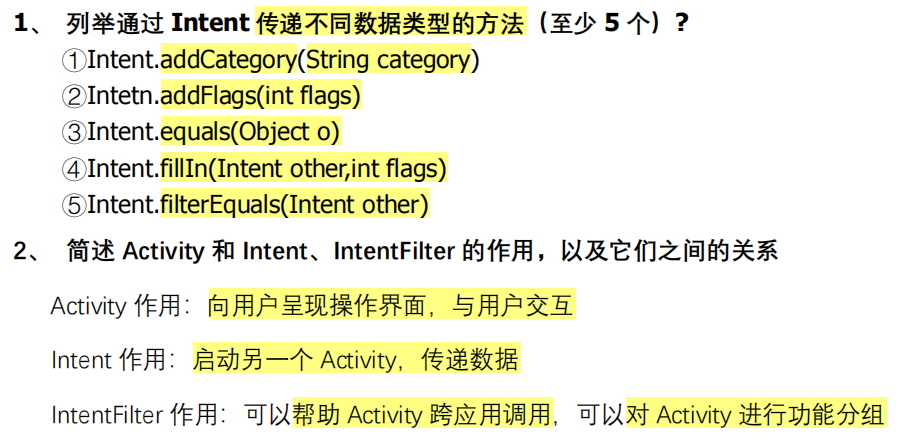 1、 列举通过 Intent 传递不同数据类型的方法（至少 5 个）？
①Intent.addCategory(String category)
②Intetn.addFlags(int flags)
③Intent.equals(Object o)
④Intent.fillIn(Intent other,int flags)
⑤Intent.filterEquals(Intent other)
2、 简述 Activity 和 Intent、IntentFilter 的作用，以及它们之间的关系
Activity 作用：向用户呈现操作界面，与用户交互
Intent 作用：启动另一个 Activity，传递数据
IntentFilter 作用：可以帮助 Activity 跨应用调用，可以对 Activity 进行功能分组